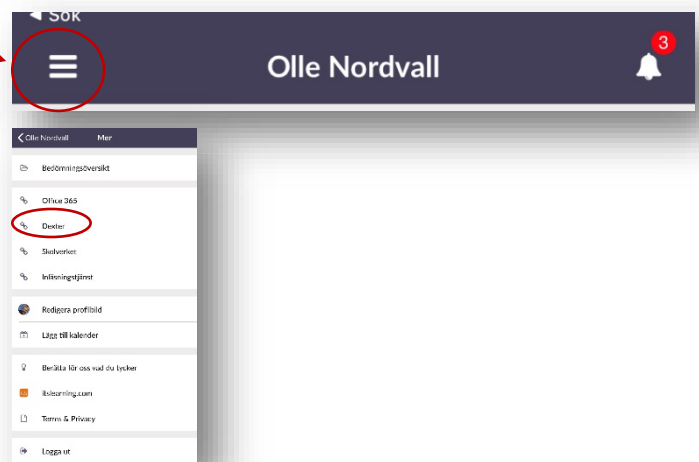 Sök
Olle Nordvall
3
Olle Nordvall Mer
Bedömningsöversikt
Office 365
Dexter
Skolverket
Inläsningstjänst
Redigera profilbild
Lägg till kalender
Berätta för oss vad du tycker
itslearning.com
Terms & Privacy
Logga ut